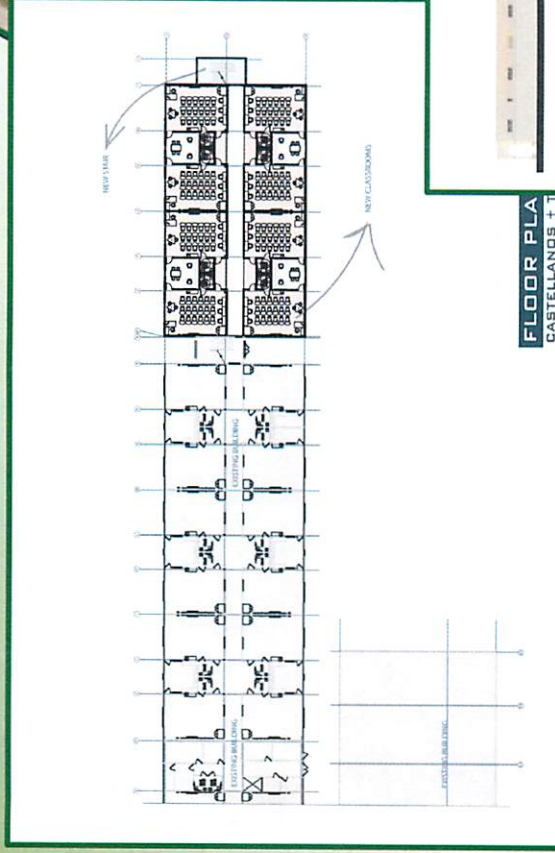 NEW STAIR
NEW CLASSROOMS
EXISTING BUILDING
EXISTING BUILDING
EXISTING BUILDING
FLOOR PLA
CASTELLANOS + T